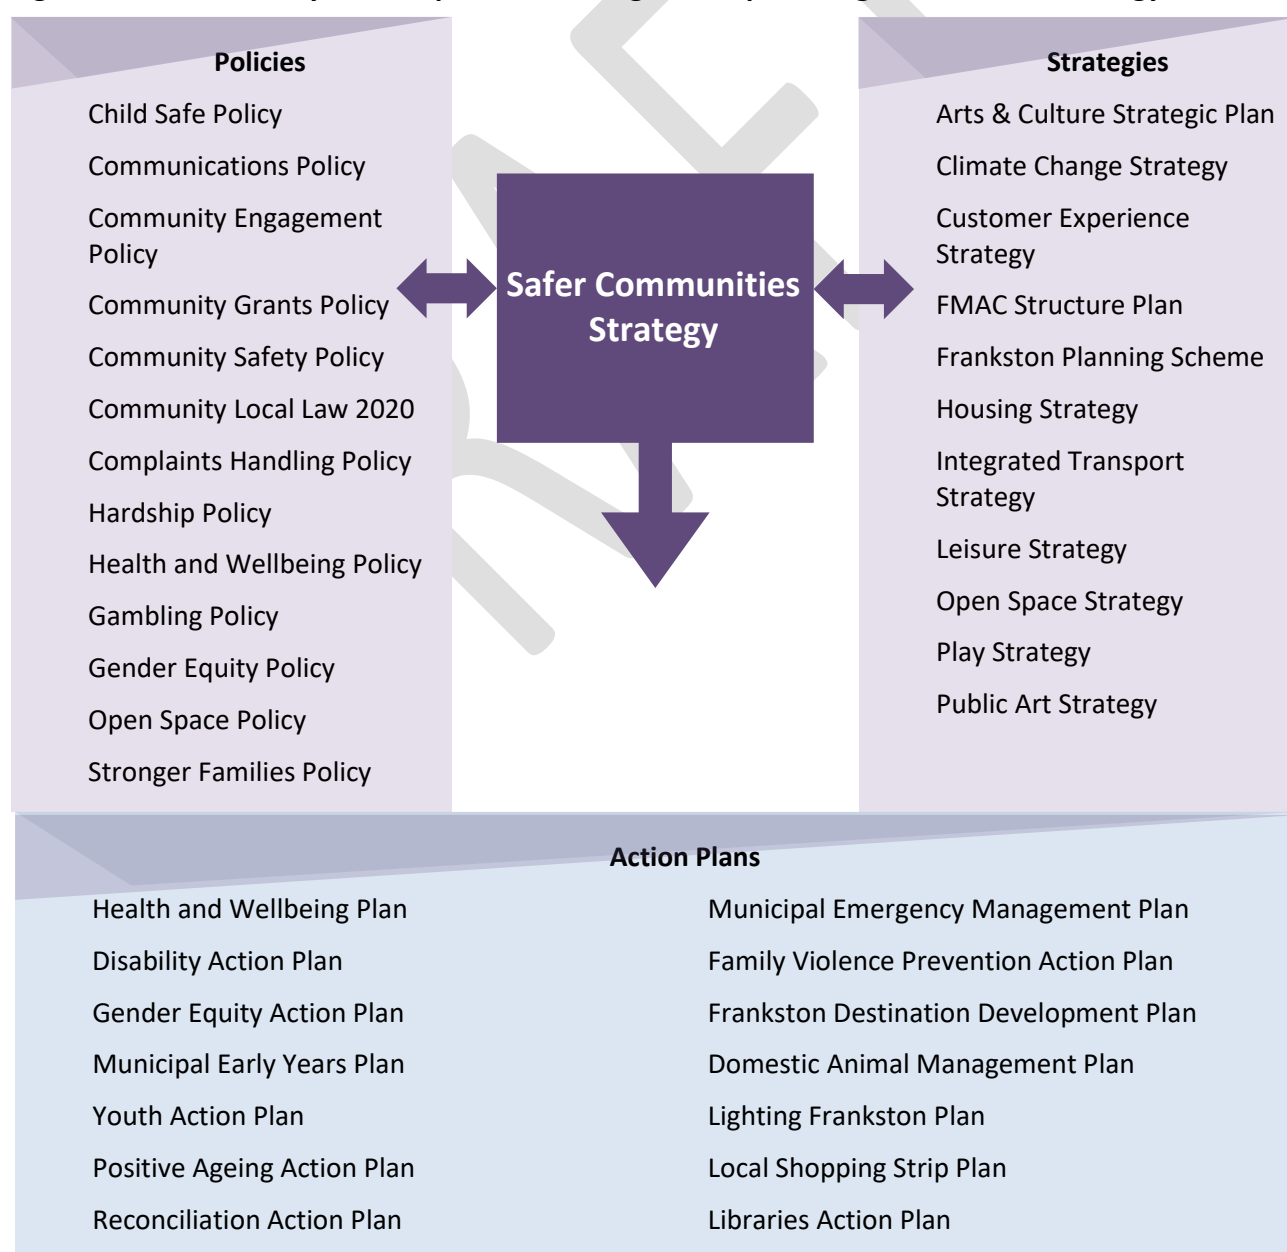 Policies
Child Safe Policy
Communications Policy
Community Engagement
Policy
Community Grants Policy
Community Safety Policy
Community Local Law 2020
Complaints Handling Policy
Hardship Policy
Health and Wellbeing Policy
Gambling Policy
Gender Equity Policy
Open Space Policy
Stronger Families Policy
Safer Communities
Strategy
Strategies
Arts & Culture Strategic Plan
Climate Change Strategy
Customer Experience
Strategy
FMAC Structure Plan
Frankston Planning Scheme
Housing Strategy
Integrated Transport
Strategy
Leisure Strategy
Open Space Strategy
Play Strategy
Public Art Strategy
Action Plans
Health and Wellbeing Plan
Disability Action Plan
Gender Equity Action Plan
Municipal Early Years Plan
Youth Action Plan
Positive Ageing Action Plan
Reconciliation Action Plan
Municipal Emergency Management Plan
Family Violence Prevention Action Plan
Frankston Destination Development Plan
Domestic Animal Management Plan
Lighting Frankston Plan
Local Shopping Strip Plan
Libraries Action Plan